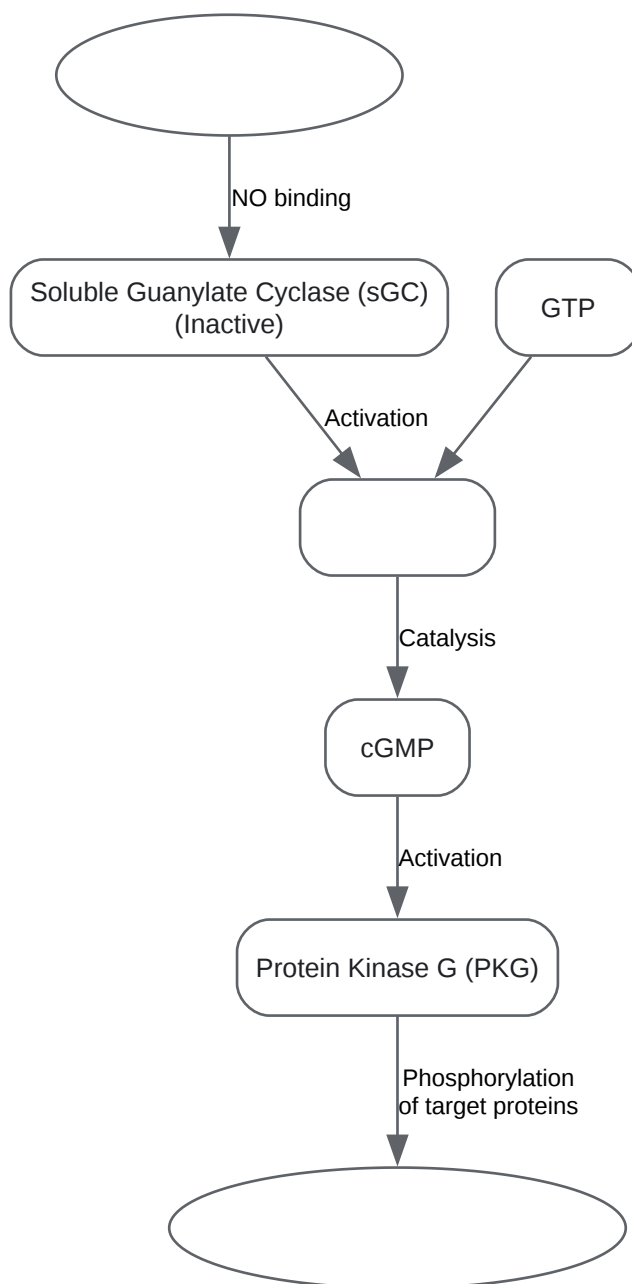 NO binding
Soluble Guanylate Cyclase (sGC)
(Inactive)
GTP
Activation
Catalysis
cGMP
Activation
Protein Kinase G (PKG)
Phosphorylation
of target proteins